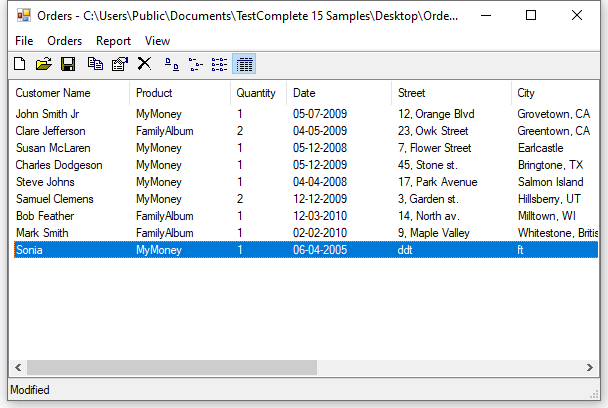 Orders - C:\Users\Public\Documents\TestComplete 15 Samples\Desktop\Orde...
File Orders Report View
Customer Name Product Quantity Date Street City
John Smith Jr MyMoney 1 05-07-2009 12, Orange Blvd Grovetown, CA
Clare Jefferson FamilyAlbum 2 04-05-2009 23, Owk Street Greentown, CA
Susan McLaren MyMoney 1 05-12-2008 7, Flower Street Earlcastle
Charles Dodgeson MyMoney 1 05-12-2009 45, Stone st. Bringtone, TX
Steve Johns MyMoney 1 04-04-2008 17, Park Avenue Salmon Island
Samuel Clemens MyMoney 2 12-12-2009 3, Garden st. Hillsberry, UT
Bob Feather FamilyAlbum 1 12-03-2010 14, North av. Milltown, WI
Mark Smith FamilyAlbum 1 02-02-2010 9, Maple Valley Whitestone, Britis
Sonia MyMoney 1 06-04-2005 ddt ft
Modified